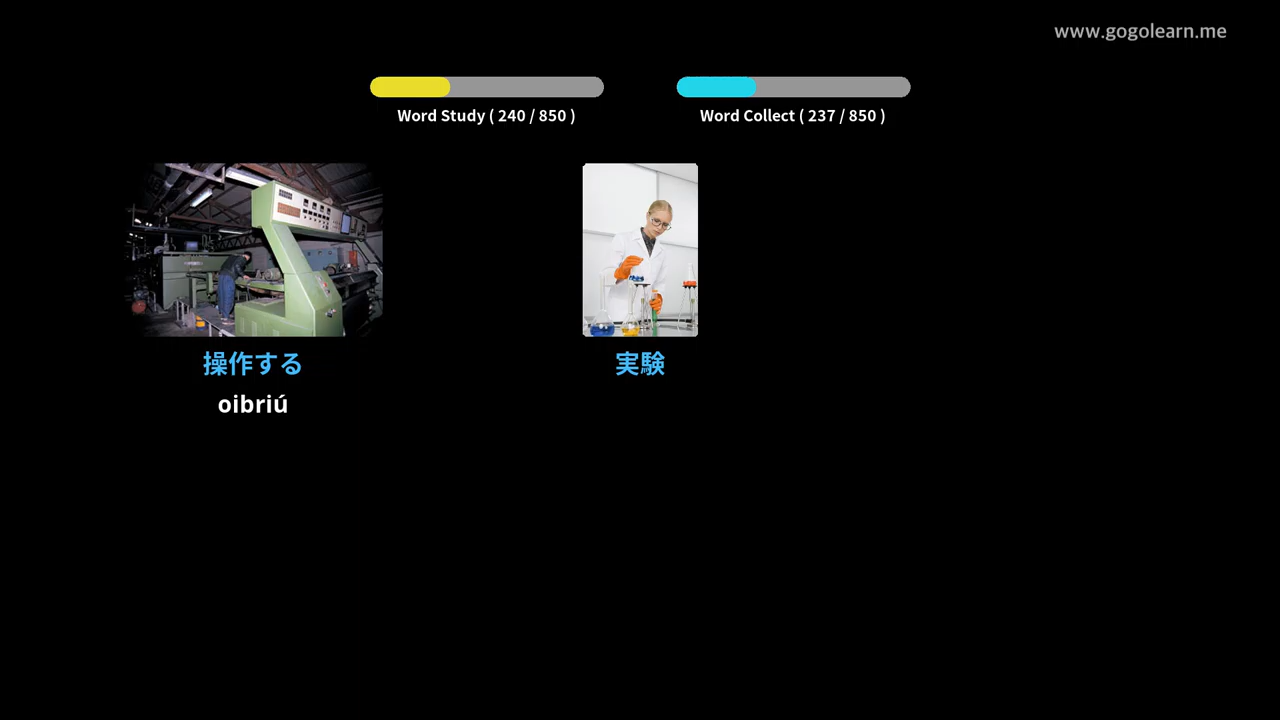 www.gogolearn.me
Word Study ( 240 / 850 )
Word Collect ( 237 / 850 )
操作する
実験
oibriú